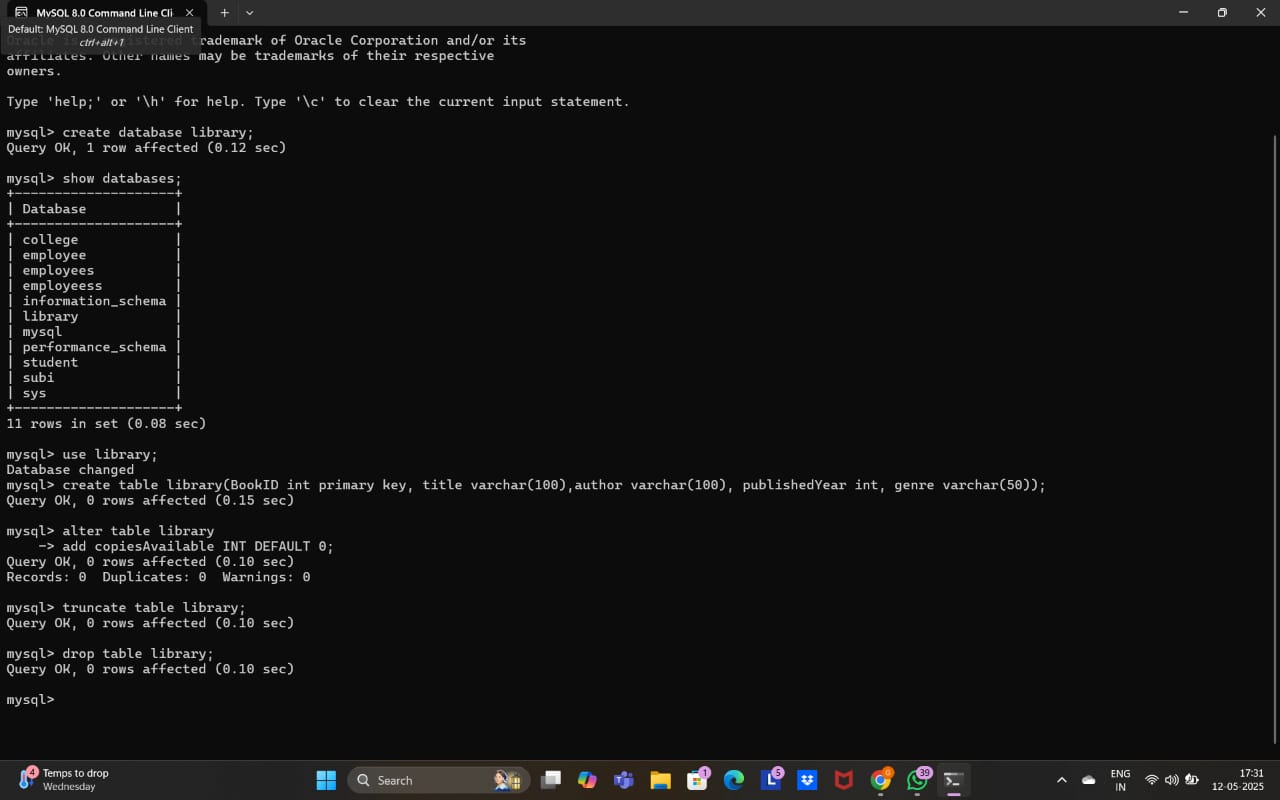 MySQL 8.0 Command Line Cli
Default: MySQL 8.0 Command Line Client
ctrl+alt+1
Oracle is a registered trademark of Oracle Corporation and/or its
affiliates. Other names may be trademarks of their respective
owners.
Type 'help;' or '\h' for help. Type '\c' to clear the current input statement.
mysql> create database library;
Query OK, 1 row affected (0.12 sec)
mysql> show databases;
+--------------------+
| Database           |
+--------------------+
| college            |
| employee           |
| employees          |
| employeess         |
| information_schema |
| library            |
| mysql              |
| performance_schema |
| student            |
| subi               |
| sys                |
+--------------------+
11 rows in set (0.08 sec)
mysql> use library;
Database changed
mysql> create table library(BookID int primary key, title varchar(100),author varchar(100), publishedYear int, genre varchar(50));
Query OK, 0 rows affected (0.15 sec)
mysql> alter table library
    -> add copiesAvailable INT DEFAULT 0;
Query OK, 0 rows affected (0.10 sec)
Records: 0  Duplicates: 0  Warnings: 0
mysql> truncate table library;
Query OK, 0 rows affected (0.10 sec)
mysql> drop table library;
Query OK, 0 rows affected (0.10 sec)
mysql>
4
Temps to drop
Wednesday
Search
1
5
39
ENG
IN
17:31
12-05-2025